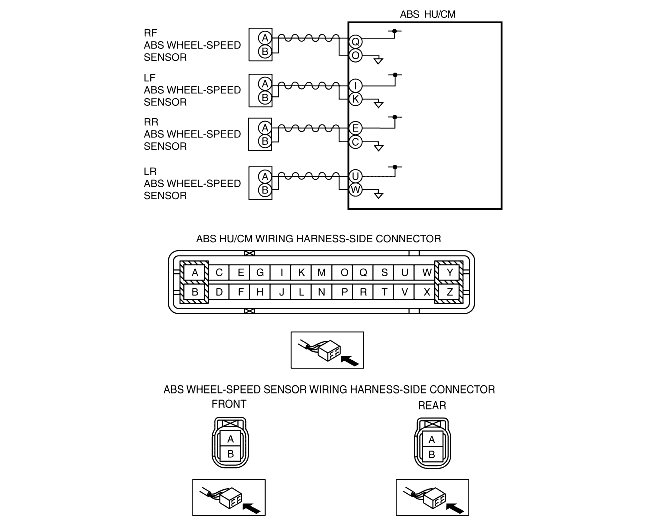 ABS HU/CM
RF
ABS WHEEL-SPEED
SENSOR
A
B
Q
O
LF
ABS WHEEL-SPEED
SENSOR
A
B
I
K
RR
ABS WHEEL-SPEED
SENSOR
A
B
E
C
LR
ABS WHEEL-SPEED
SENSOR
A
B
U
W
ABS HU/CM WIRING HARNESS-SIDE CONNECTOR
A C E G I K M O Q S U W Y
B D F H J L N P R T V X Z
ABS WHEEL-SPEED SENSOR WIRING HARNESS-SIDE CONNECTOR
FRONT REAR
A A
B B